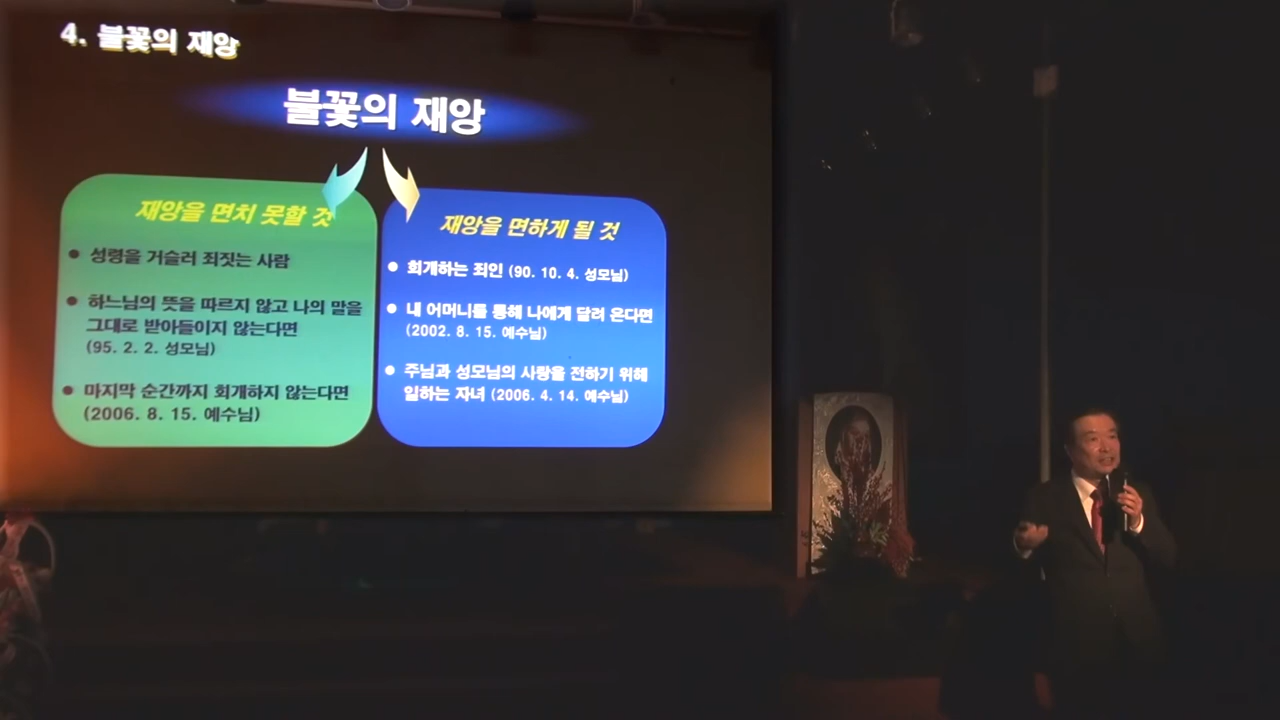 4. 불꽃의 재앙
불꽃의 재앙
재앙을 면치 못할 것
● 성령을 거슬러 죄짓는 사람
● 하느님의 뜻을 따르지 않고 나의 말을
그대로 받아들이지 않는다면
(95. 2. 2. 성모님)
● 마지막 순간까지 회개하지 않는다면
(2006. 8. 15. 예수님)
재앙을 면하게 될 것
● 회개하는 죄인 (90. 10. 4. 성모님)
● 내 어머니를 통해 나에게 달려 온다면
(2002. 8. 15. 예수님)
● 주님과 성모님의 사랑을 전하기 위해
일하는 자녀 (2006. 4. 14. 예수님)